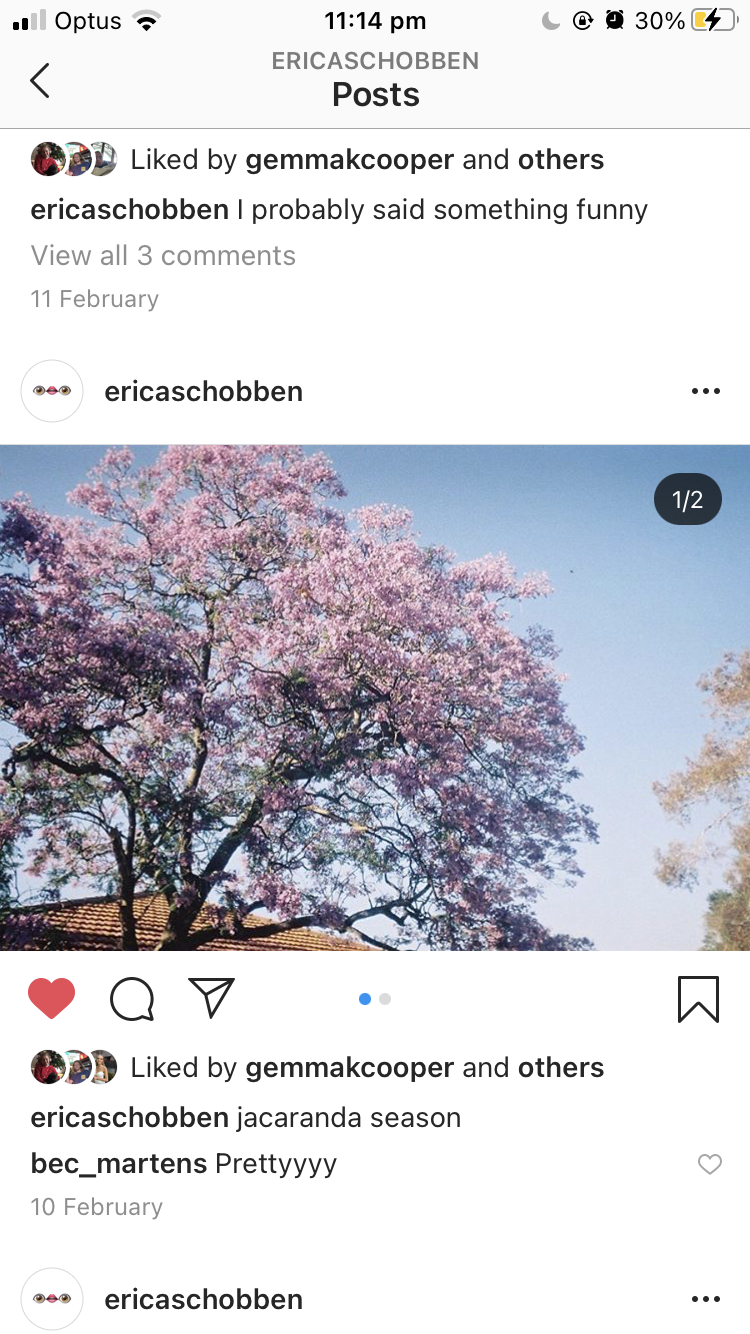 Optus 11:14 pm 30%
ERICASCHOBBEN
Posts
Liked by gemmakcooper and others
ericaschobben I probably said something funny
View all 3 comments
11 February
ericaschobben
1/2
Liked by gemmakcooper and others
ericaschobben jacaranda season
bec_martens Prettyyyy
10 February
ericaschobben